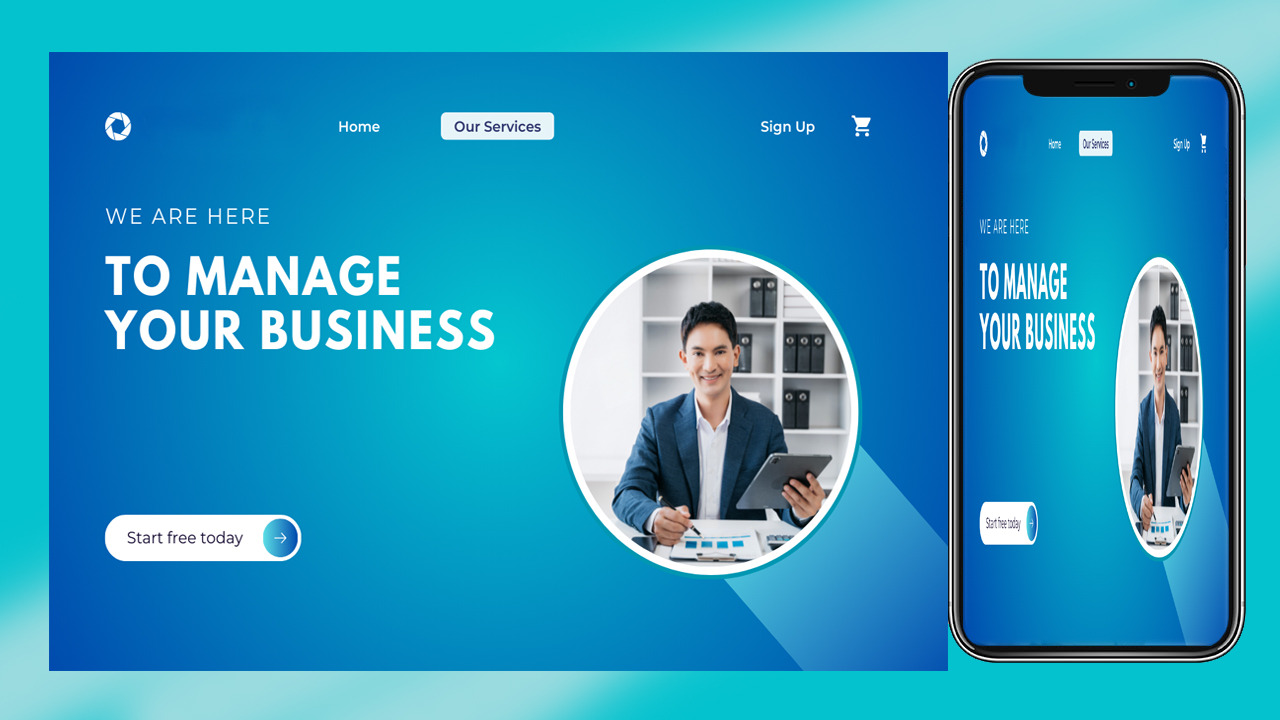 Home
Our Services
Sign Up
WE ARE HERE
TO MANAGE
YOUR BUSINESS
Start free today
Home
Our Services
Sign Up
WE ARE HERE
TO MANAGE
YOUR BUSINESS
Start free today